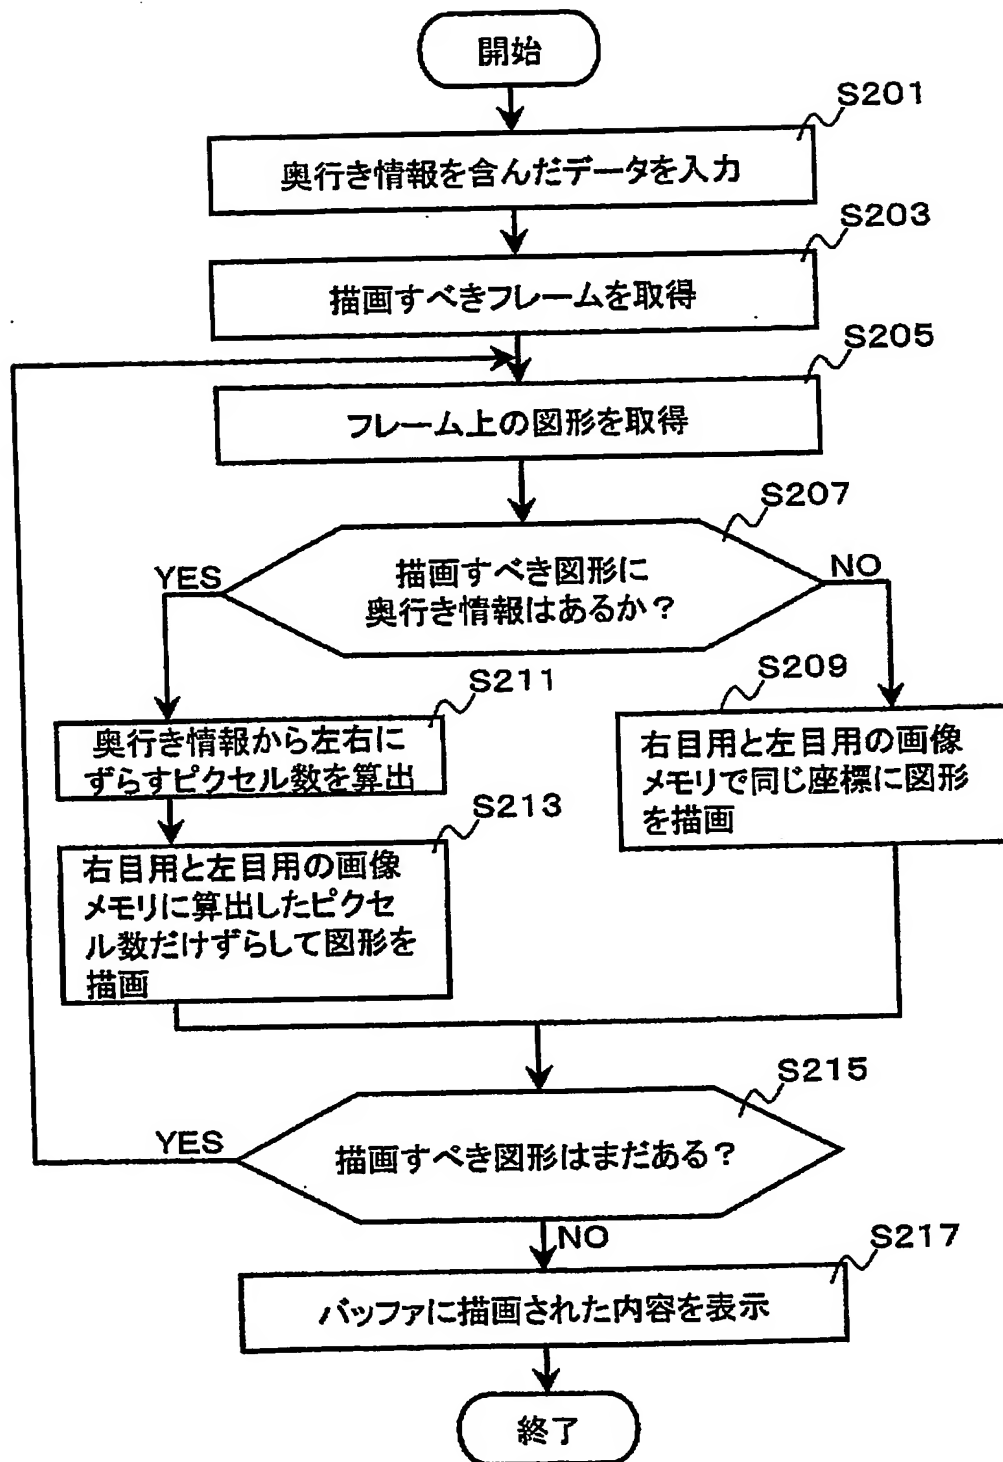 開始
S201
奥行き情報を含んだデータを入力
S203
描画すべきフレームを取得
S205
フレーム上の図形を取得
S207
描画すべき図形に
奥行き情報はあるか？
YES
NO
S211
奥行き情報から左右に
ずらすピクセル数を算出
S209
右目用と左目用の画像
メモリで同じ座標に図形
を描画
S213
右目用と左目用の画像
メモリに算出したピクセ
ル数だけずらして図形を
描画
S215
描画すべき図形はまだある？
YES
NO
S217
バッファに描画された内容を表示
終了